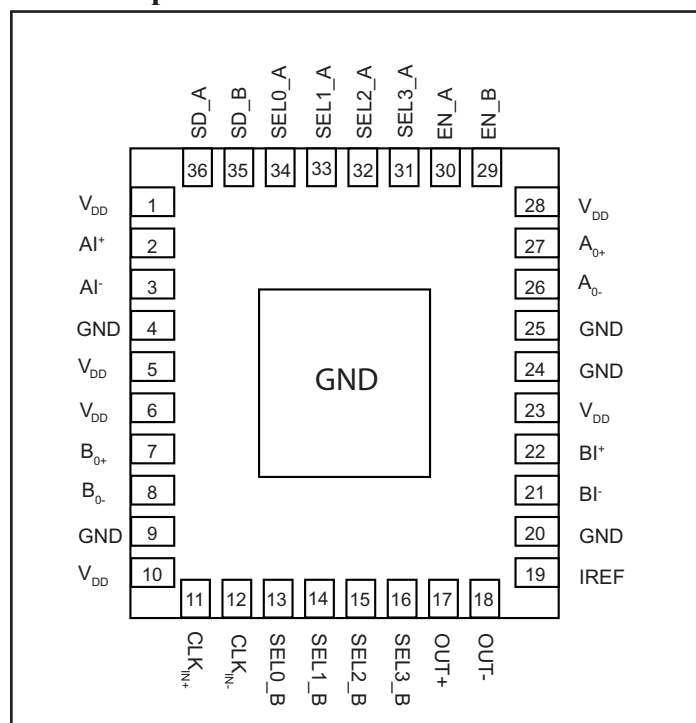 SD_A
SD_B
SEL0_A
SEL1_A
SEL2_A
SEL3_A
EN_A
EN_B
36 35 34 33 32 31 30 29
VDD 1
AI+ 2
AI- 3
GND 4
VDD 5
VDD 6
B0+ 7
B0- 8
GND 9
VDD 10
GND
28 VDD
27 A0+
26 A0-
25 GND
24 GND
23 VDD
22 BI+
21 BI-
20 GND
19 IREF
11 12 13 14 15 16 17 18
CLKIN+
CLKIN-
SEL0_B
SEL1_B
SEL2_B
SEL3_B
OUT+
OUT-